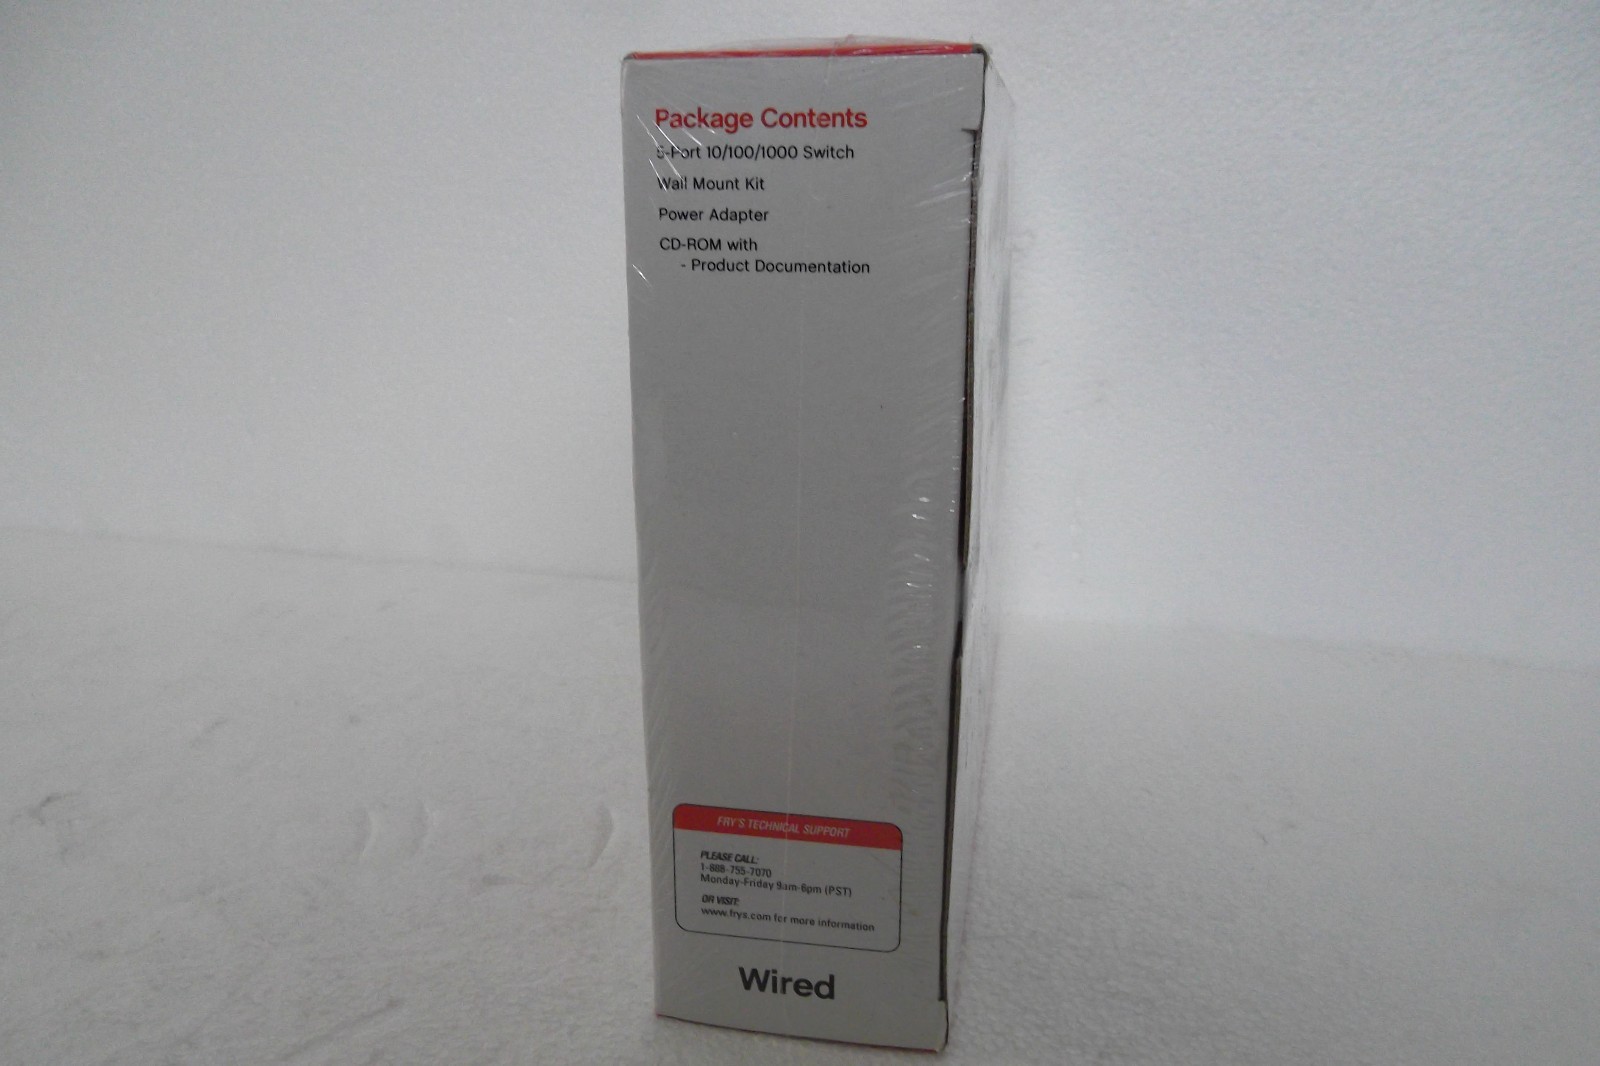 Package Contents
5-Port 10/100/1000 Switch
Wall Mount Kit
Power Adapter
CD-ROM with
- Product Documentation
FRY'S TECHNICAL SUPPORT
PLEASE CALL:
1-888-755-7070
Monday-Friday 9am-6pm (PST)
OR VISIT:
www.frys.com for more information
Wired